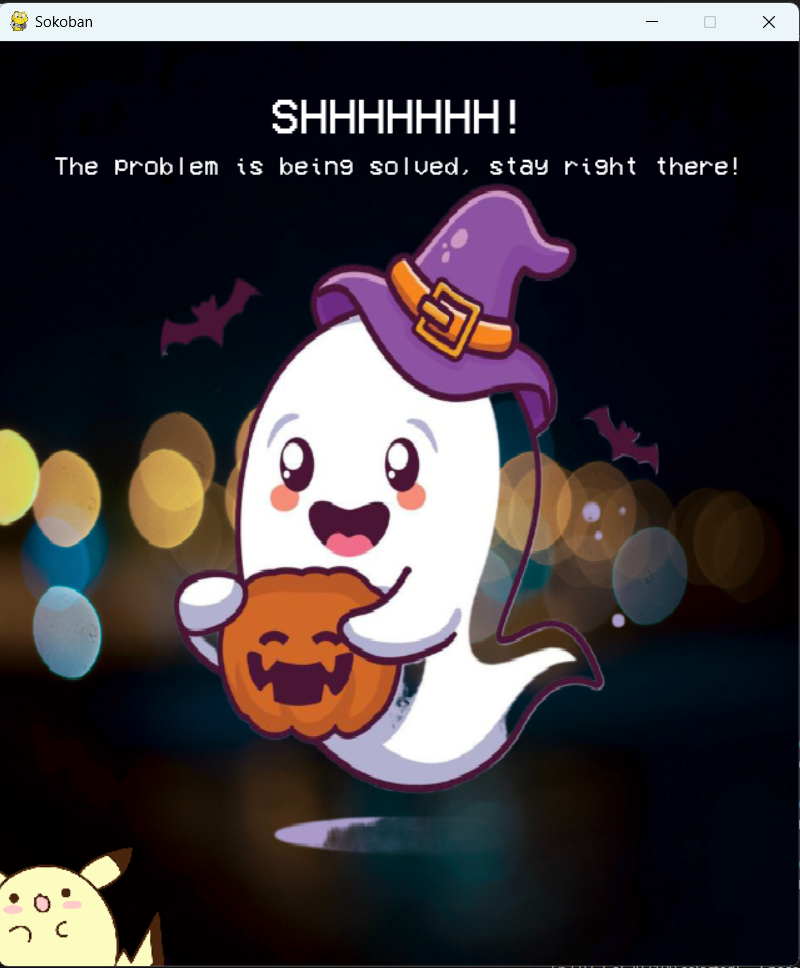 Sokoban
SHHHHHHH!
The problem is being solved, stay right there!